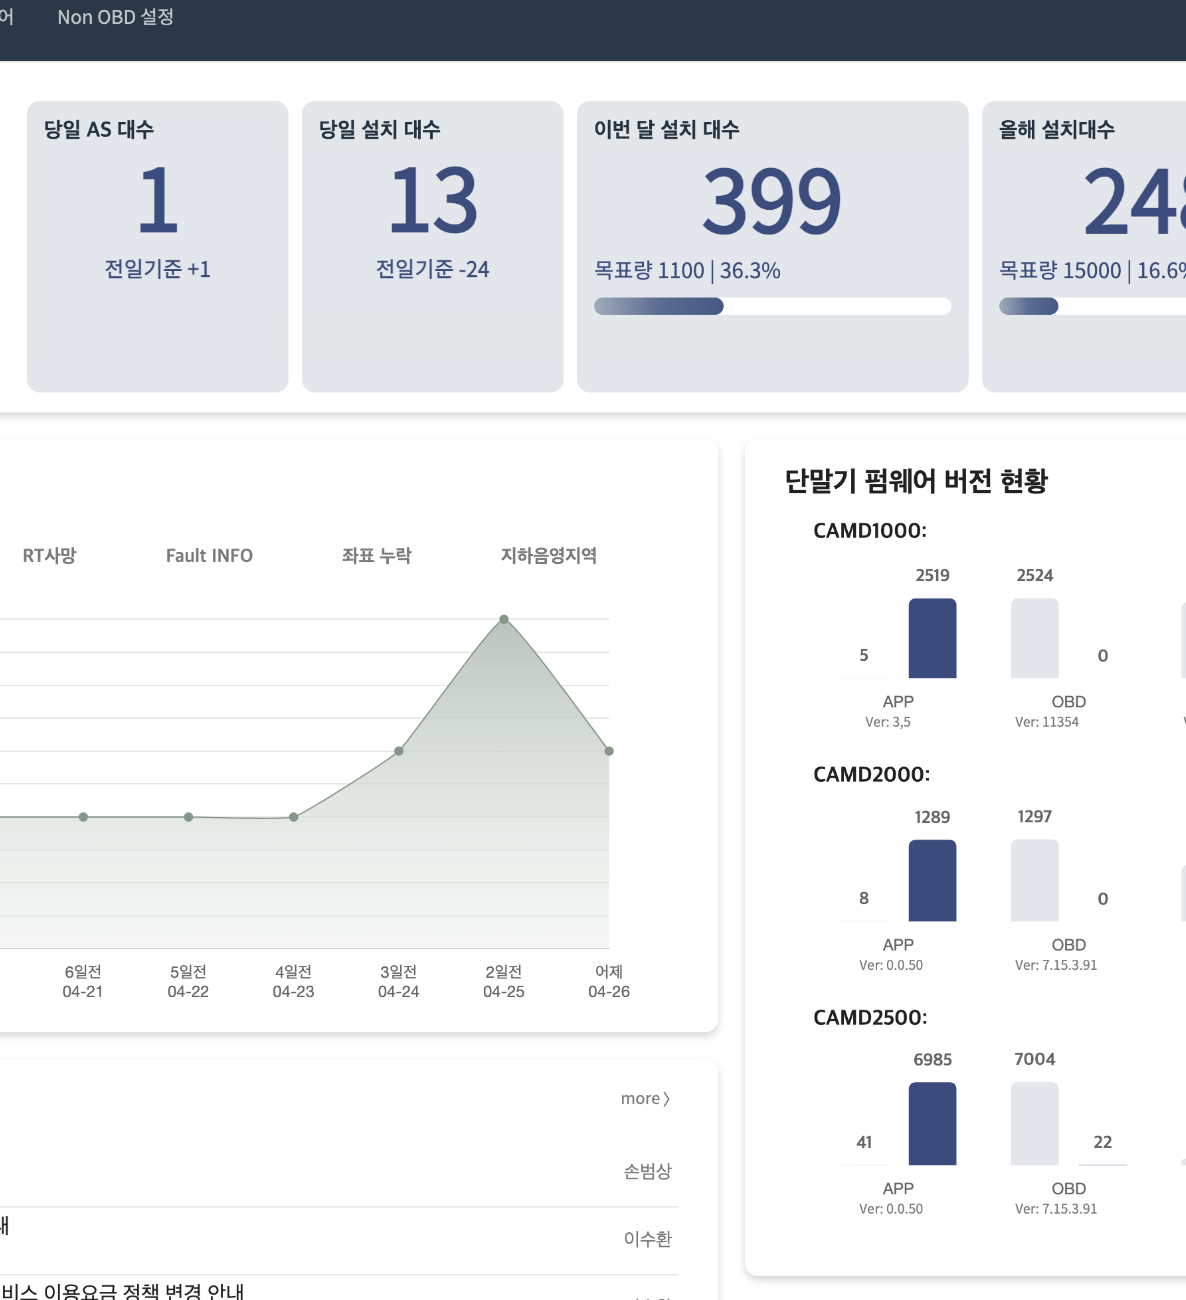 어 Non OBD 설정
당일 AS 대수
1
전일기준 +1
당일 설치 대수
13
전일기준 -24
이번 달 설치 대수
399
목표량 1100 | 36.3%
올해 설치대수
248
목표량 15000 | 16.6%
RT사망 Fault INFO 좌표 누락 지하음영지역
6일전 5일전 4일전 3일전 2일전 어제
04-21 04-22 04-23 04-24 04-25 04-26
단말기 펌웨어 버전 현황
CAMD1000:
2519 2524
5 0
APP OBD
Ver: 3,5 Ver: 11354
CAMD2000:
1289 1297
8 0
APP OBD
Ver: 0.0.50 Ver: 7.15.3.91
CAMD2500:
6985 7004
41 22
APP OBD
Ver: 0.0.50 Ver: 7.15.3.91
more 〉
손범상
내
이수환
비스 이용요금 정책 변경 안내